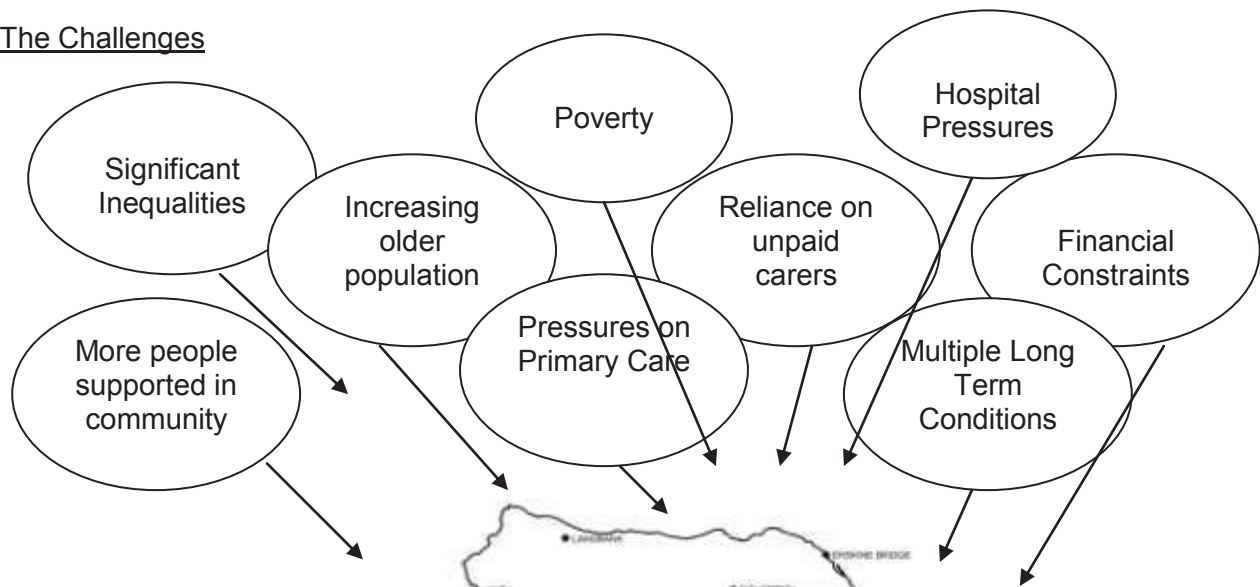 The Challenges
Poverty
Hospital
Pressures
Significant
Inequalities
Increasing
older
population
Reliance on
unpaid
carers
Financial
Constraints
Pressures on
Primary Care
More people
supported in
community
Multiple Long
Term
Conditions
LANGBANK
ERSKINE BRIDGE